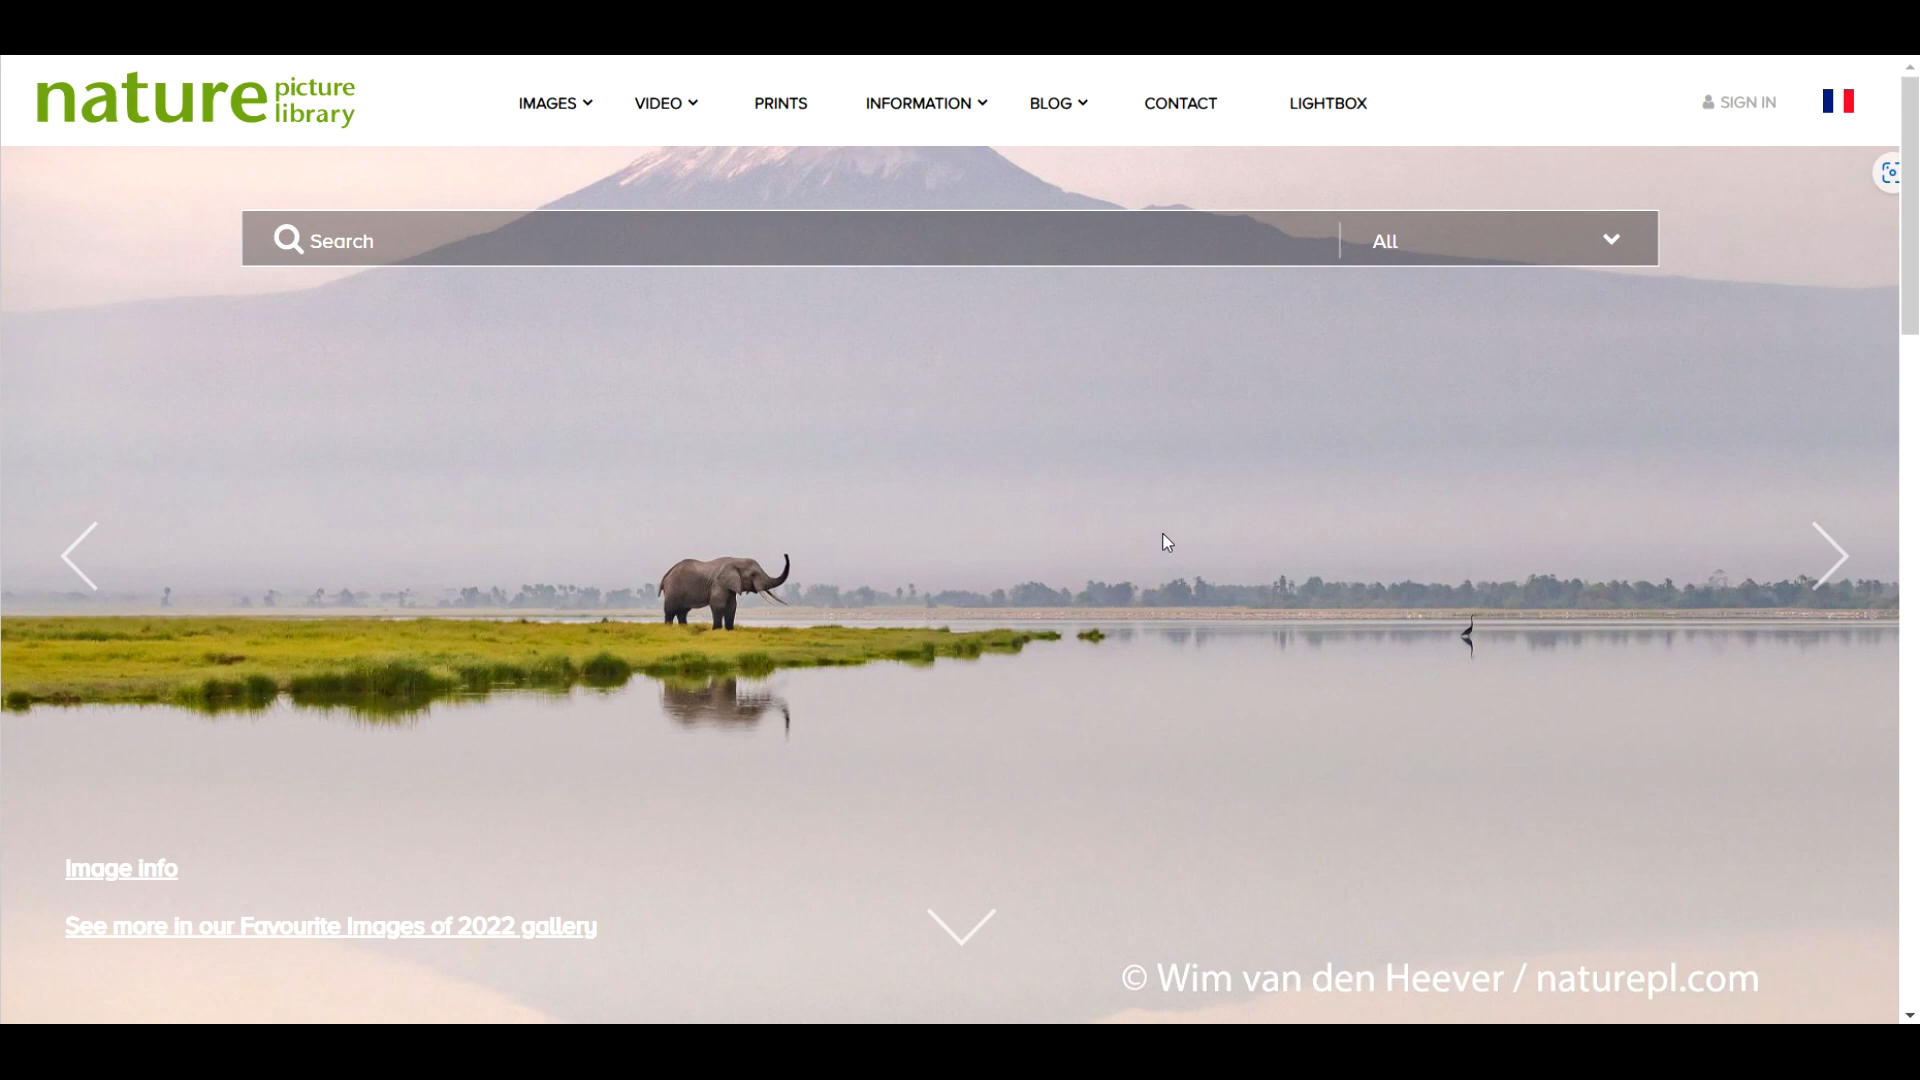 nature picture library
IMAGES VIDEO PRINTS INFORMATION BLOG CONTACT LIGHTBOX SIGN IN
Search All
Image info
See more in our Favourite Images of 2022 gallery
© Wim van den Heever / naturepl.com